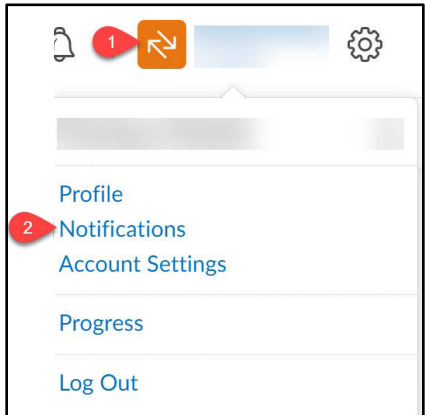 1
Profile
2
Notifications
Account Settings
Progress
Log Out